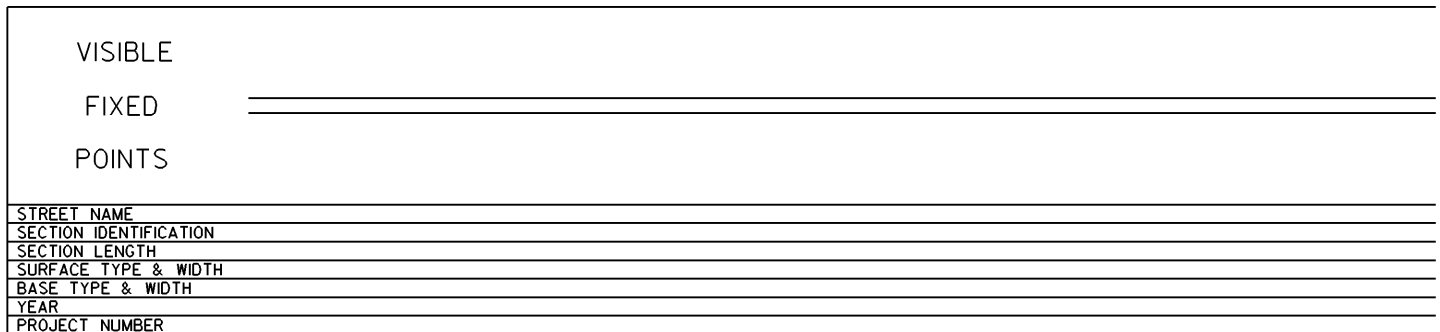 VISIBLE
FIXED
POINTS
STREET NAME
SECTION IDENTIFICATION
SECTION LENGTH
SURFACE TYPE & WIDTH
BASE TYPE & WIDTH
YEAR
PROJECT NUMBER